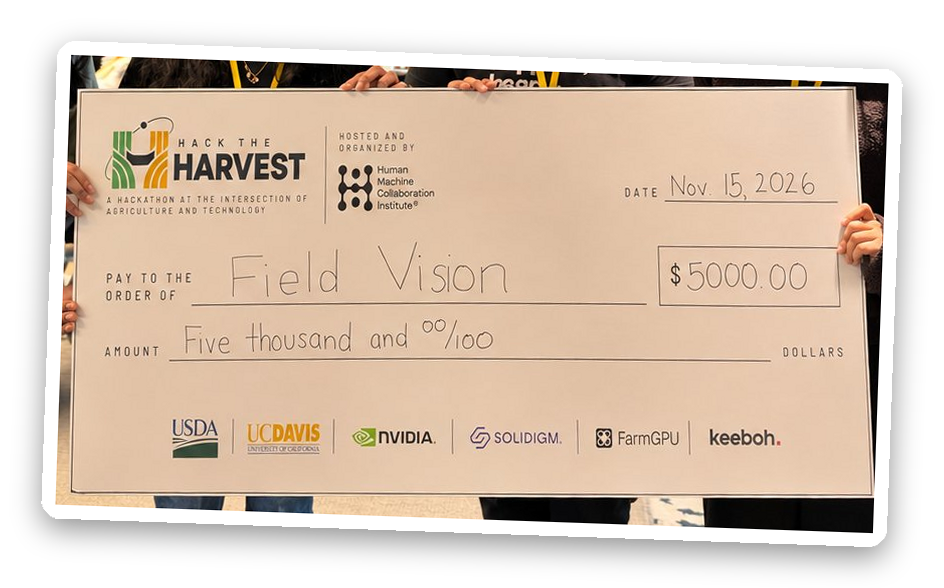 HACK THE
HARVEST
A HACKATHON AT THE INTERSECTION OF
AGRICULTURE AND TECHNOLOGY
HOSTED AND
ORGANIZED BY
Human
Machine
Collaboration
Institute®
DATE Nov. 15, 2026
PAY TO THE
ORDER OF Field Vision
$5000.00
AMOUNT Five thousand and 00/100 DOLLARS
USDA
UCDAVIS
UNIVERSITY OF CALIFORNIA
NVIDIA.
SOLIDIGM.
FarmGPU
keeboh.